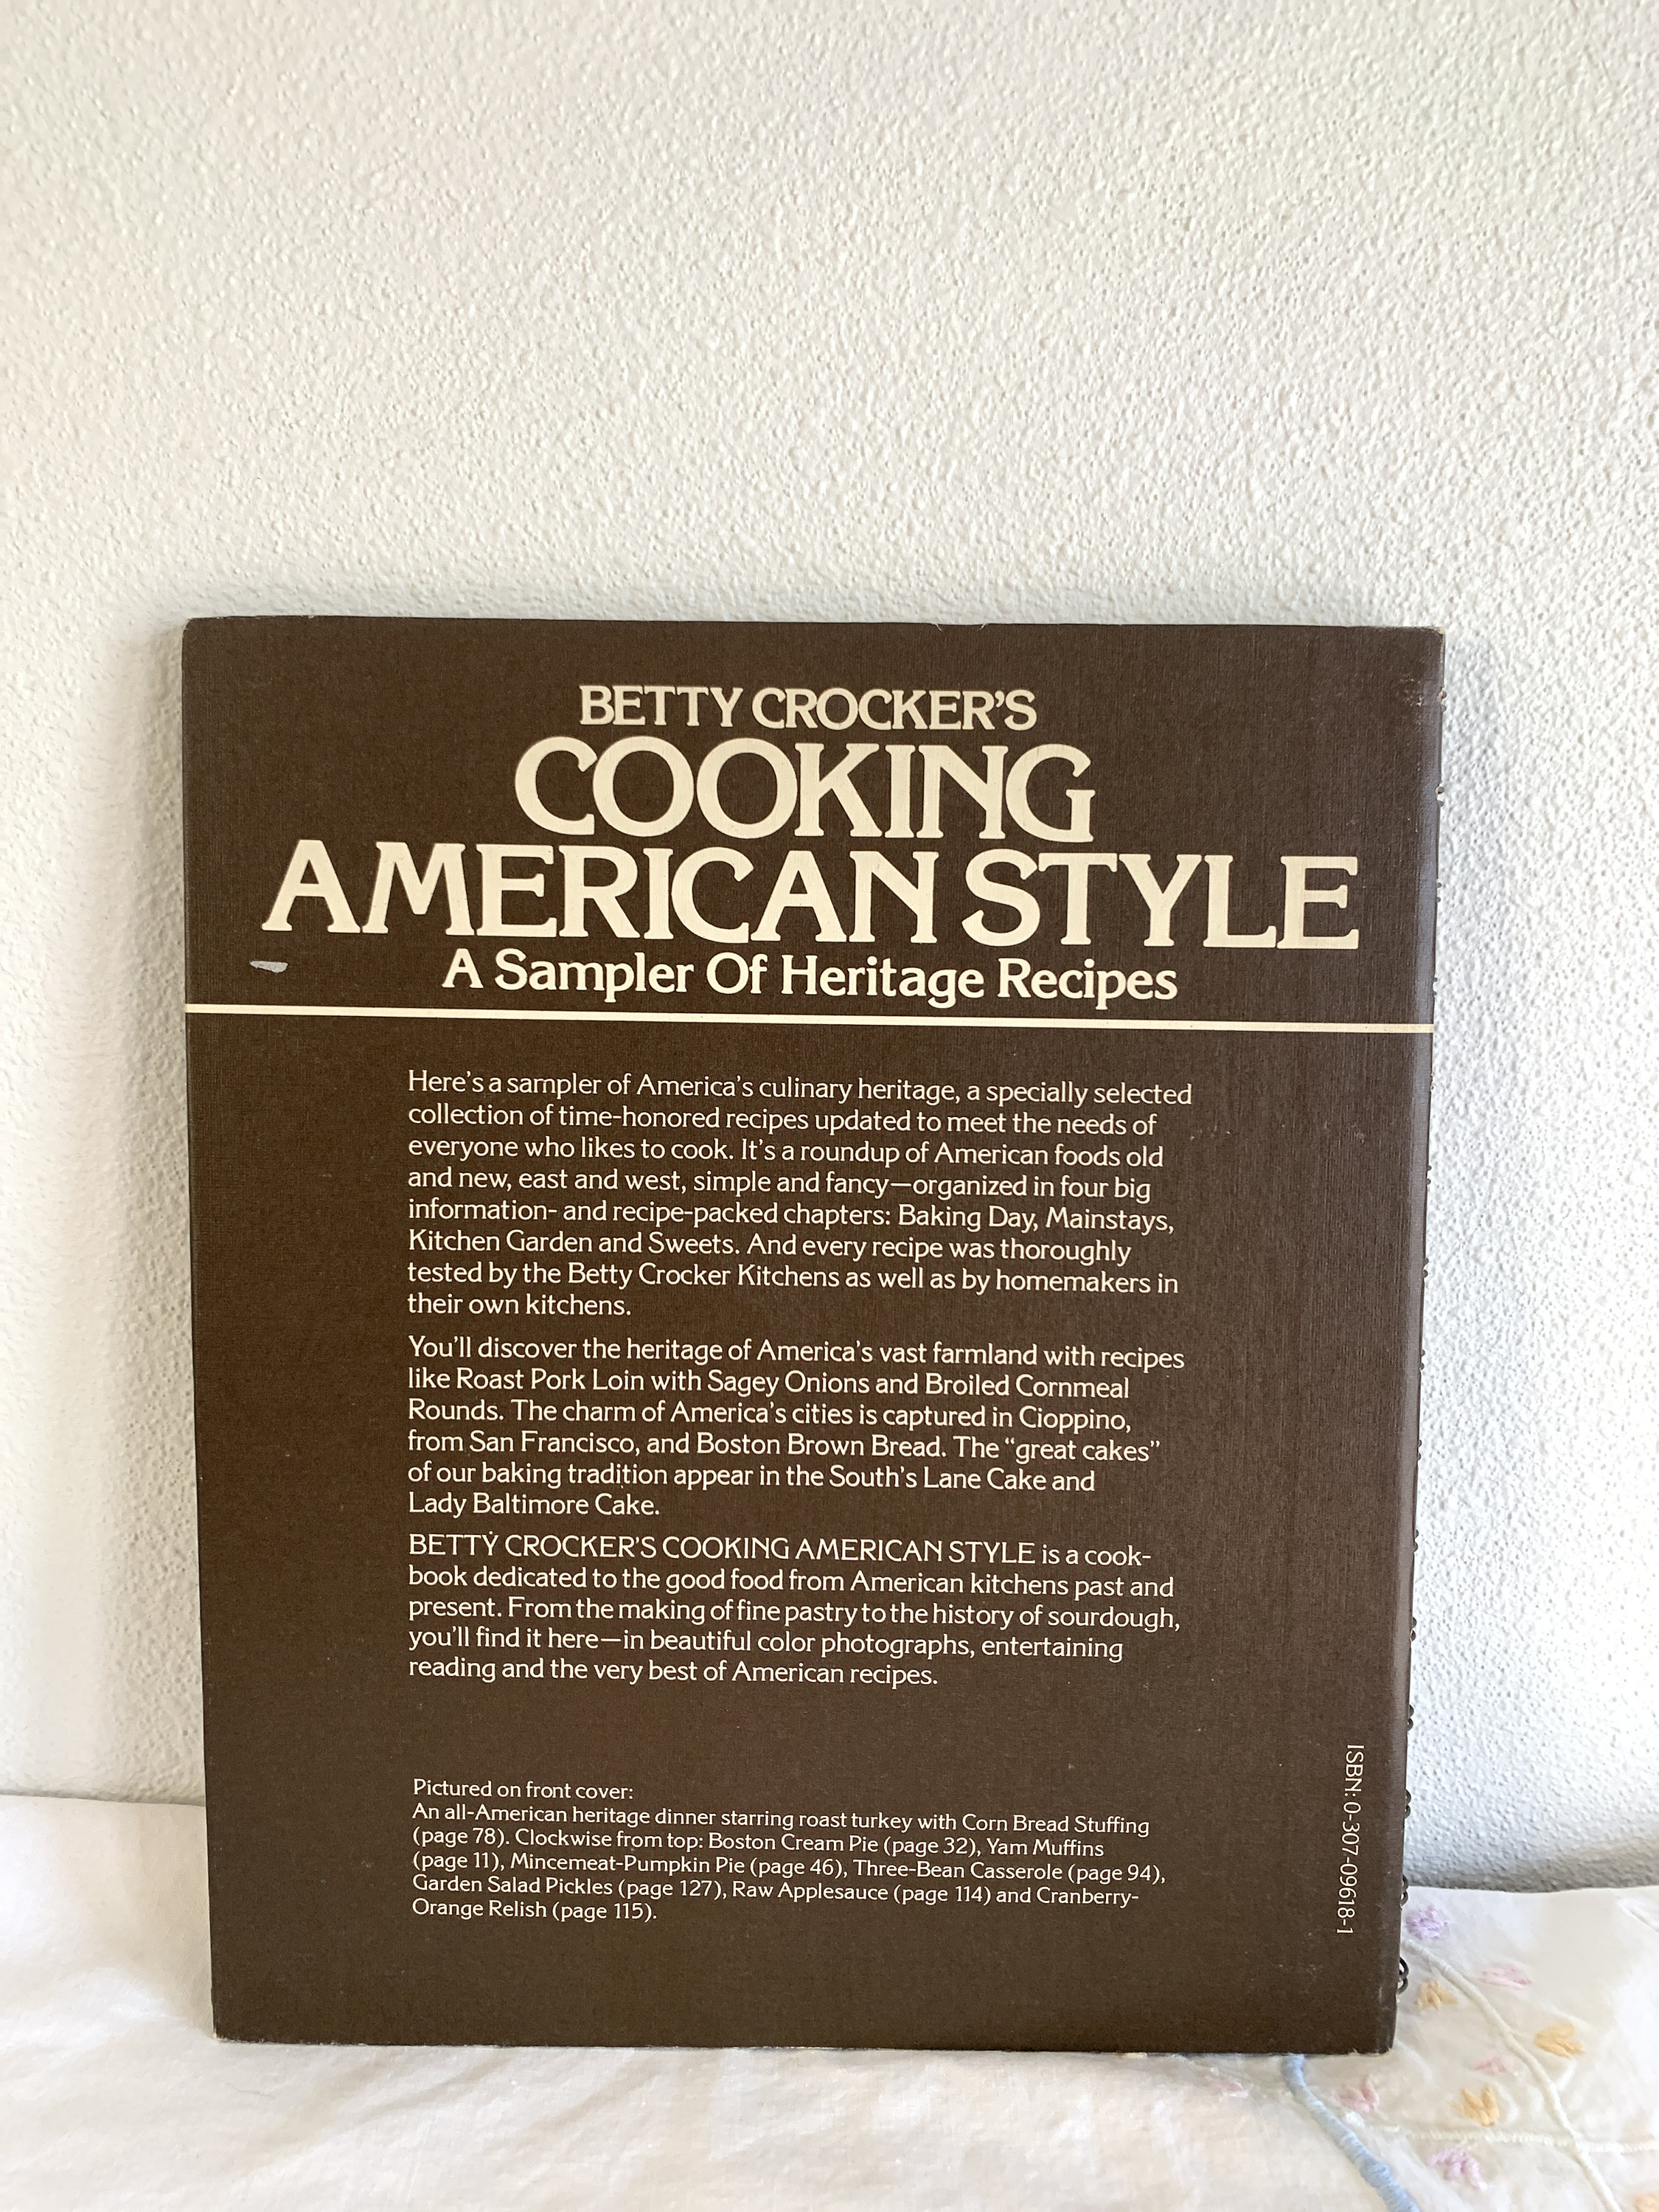 BETTY CROCKER'S
COOKING
AMERICAN STYLE
A Sampler Of Heritage Recipes
Here's a sampler of America's culinary heritage, a specially selected
collection of time-honored recipes updated to meet the needs of
everyone who likes to cook. It's a roundup of American foods old
and new, east and west, simple and fancy—organized in four big
information- and recipe-packed chapters: Baking Day, Mainstays,
Kitchen Garden and Sweets. And every recipe was thoroughly
tested by the Betty Crocker Kitchens as well as by homemakers in
their own kitchens.
You'll discover the heritage of America's vast farmland with recipes
like Roast Pork Loin with Sagey Onions and Broiled Cornmeal
Rounds. The charm of America's cities is captured in Cioppino,
from San Francisco, and Boston Brown Bread. The "great cakes"
of our baking tradition appear in the South's Lane Cake and
Lady Baltimore Cake.
BETTY CROCKER'S COOKING AMERICAN STYLE is a cook-
book dedicated to the good food from American kitchens past and
present. From the making of fine pastry to the history of sourdough,
you'll find it here—in beautiful color photographs, entertaining
reading and the very best of American recipes.
Pictured on front cover:
An all-American heritage dinner starring roast turkey with Corn Bread Stuffing
(page 78). Clockwise from top: Boston Cream Pie (page 32), Yam Muffins
(page 11), Mincemeat-Pumpkin Pie (page 46), Three-Bean Casserole (page 94),
Garden Salad Pickles (page 127), Raw Applesauce (page 114) and Cranberry-
Orange Relish (page 115).
ISBN: 0-307-09618-1